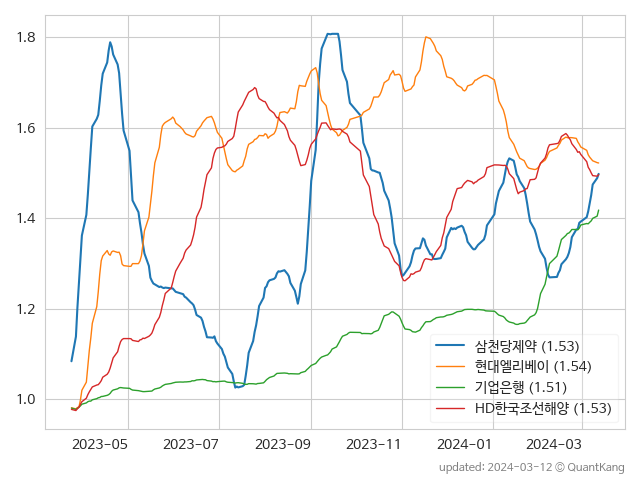 1.8
1.6
1.4
1.2
1.0
삼천당제약 (1.53)
현대엘리베이 (1.54)
기업은행 (1.51)
HD한국조선해양 (1.53)
2023-05 2023-07 2023-09 2023-11 2024-01 2024-03
updated: 2024-03-12 © QuantKang